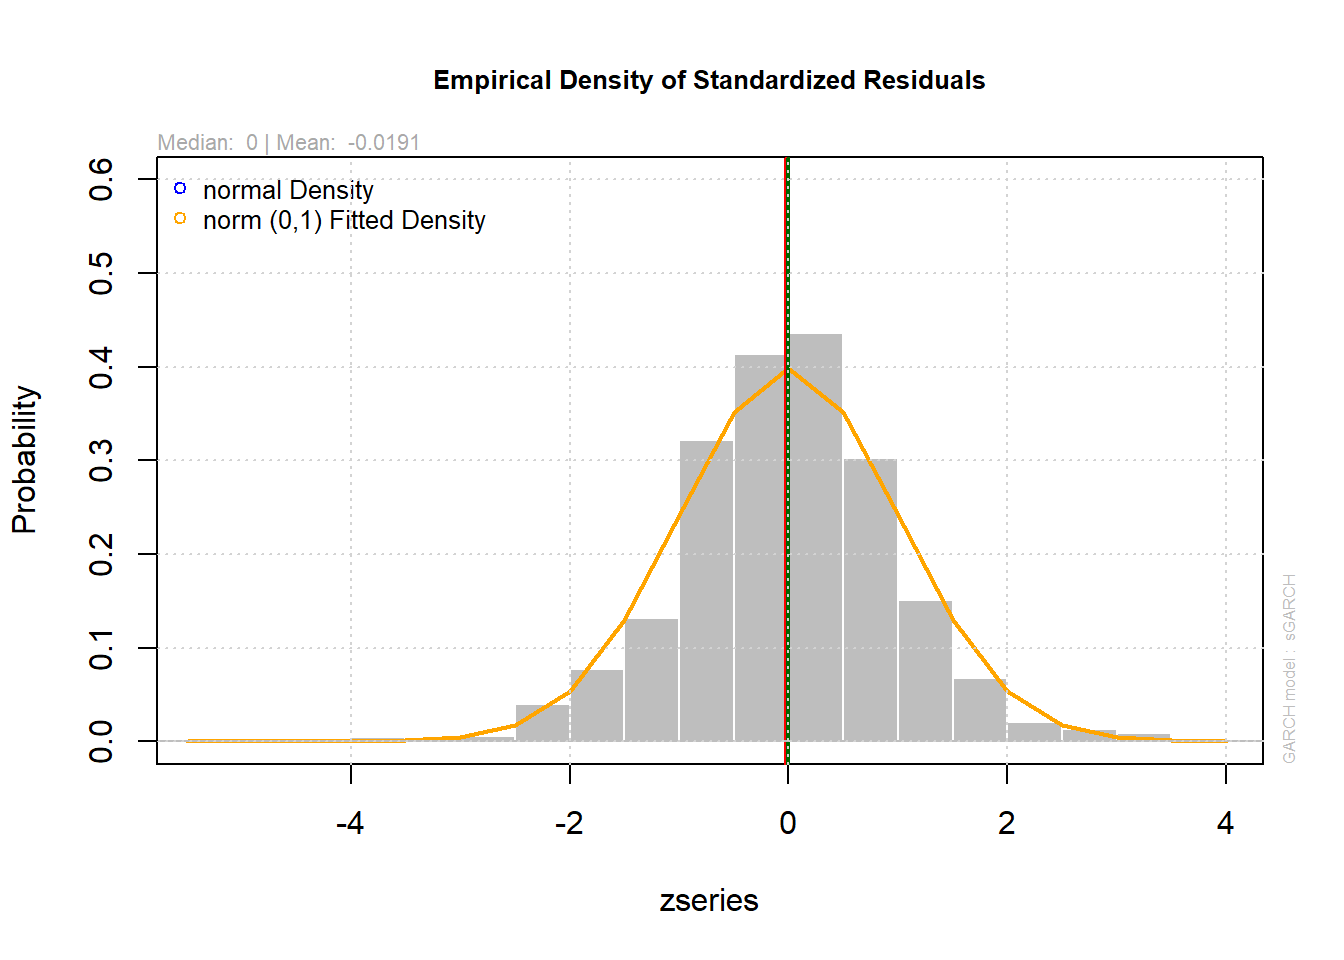 Empirical Density of Standardized Residuals
Median:  0 | Mean:  -0.0191
normal Density
norm (0,1) Fitted Density
0.6
0.5
0.4
0.3
0.2
0.1
0.0
Probability
-4
-2
0
2
4
zseries
GARCH model :  sGARCH